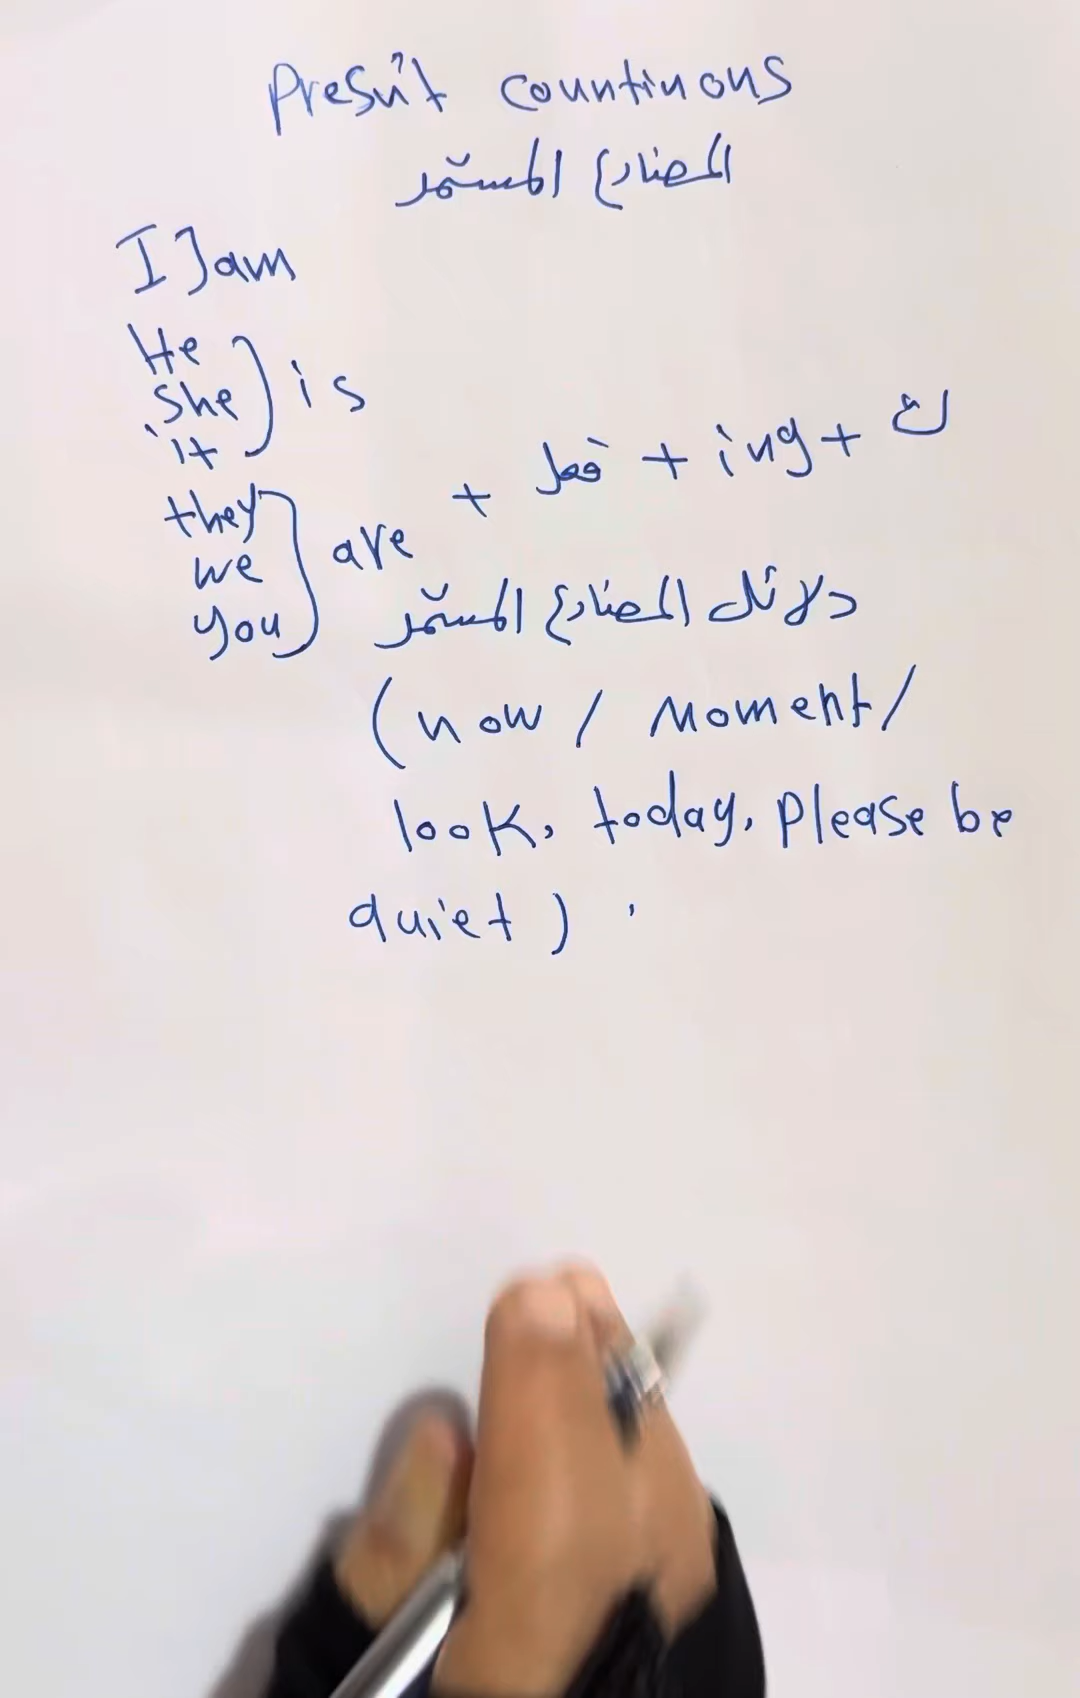 Present countinous
المضارع المستمر
I ] am
He
she ) is
it
they
we ] are
you
+ فعل + ing + ت
دلائل المضارع المستمر
(now / Moment /
look, today, please be
quiet) .